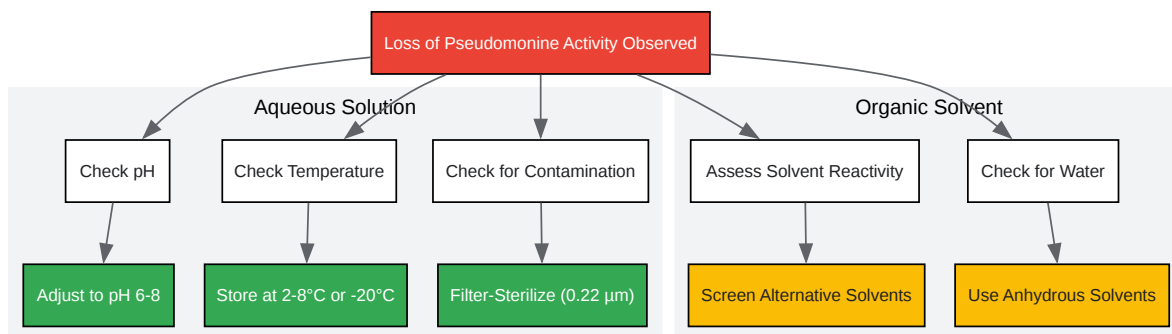 Loss of Pseudomonine Activity Observed
Aqueous Solution
Organic Solvent
Check pH
Check Temperature
Check for Contamination
Assess Solvent Reactivity
Check for Water
Adjust to pH 6-8
Store at 2-8°C or -20°C
Filter-Sterilize (0.22 µm)
Screen Alternative Solvents
Use Anhydrous Solvents